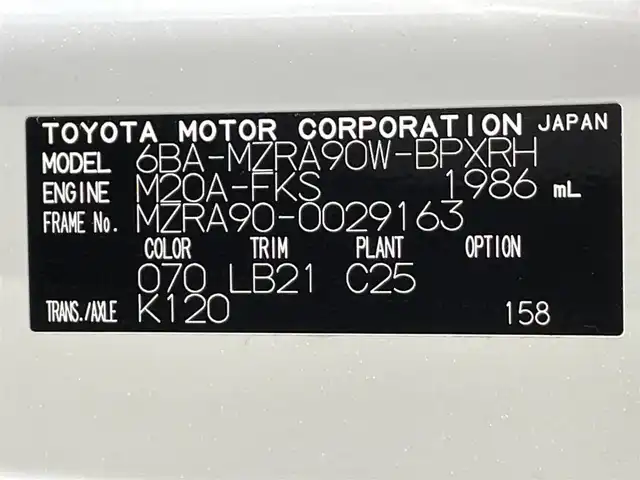 TOYOTA MOTOR CORPORATION JAPAN
MODEL 6BA-MZRA90W-BPXRH
ENGINE M20A-FKS 1986 mL
FRAME No. MZRA90-0029163
COLOR TRIM PLANT OPTION
070 LB21 C25
TRANS./AXLE K120 158